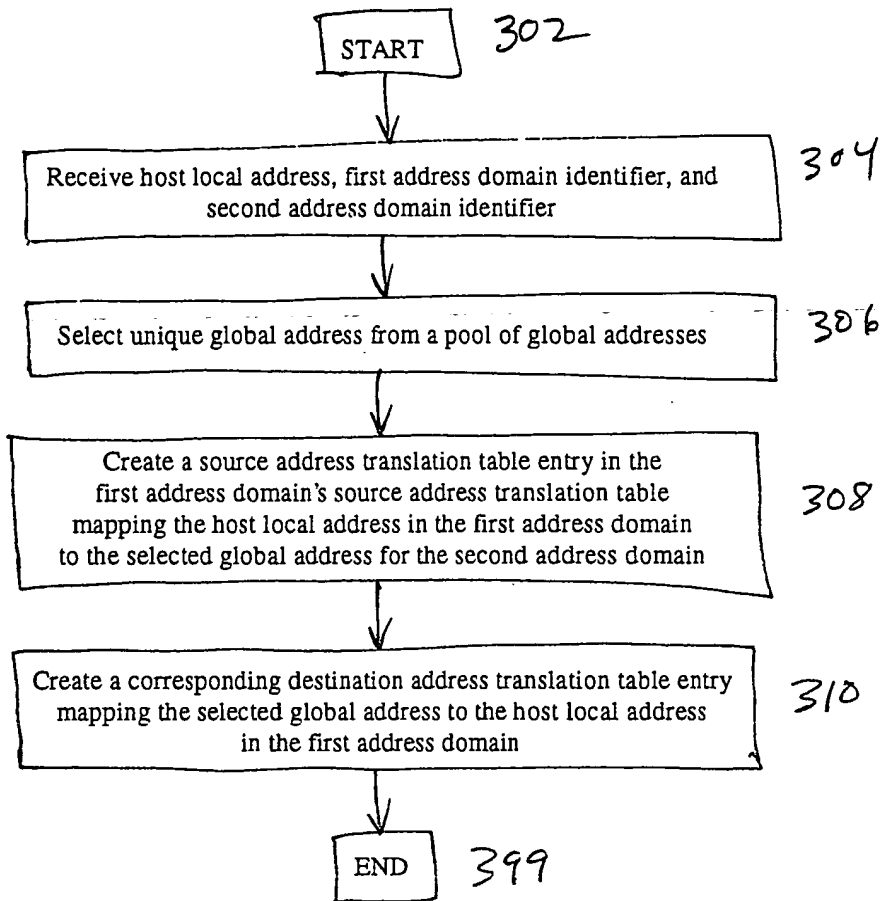 START 302
Receive host local address, first address domain identifier, and
second address domain identifier
304
Select unique global address from a pool of global addresses
306
Create a source address translation table entry in the
first address domain's source address translation table
mapping the host local address in the first address domain
to the selected global address for the second address domain
308
Create a corresponding destination address translation table entry
mapping the selected global address to the host local address
in the first address domain
310
END 399